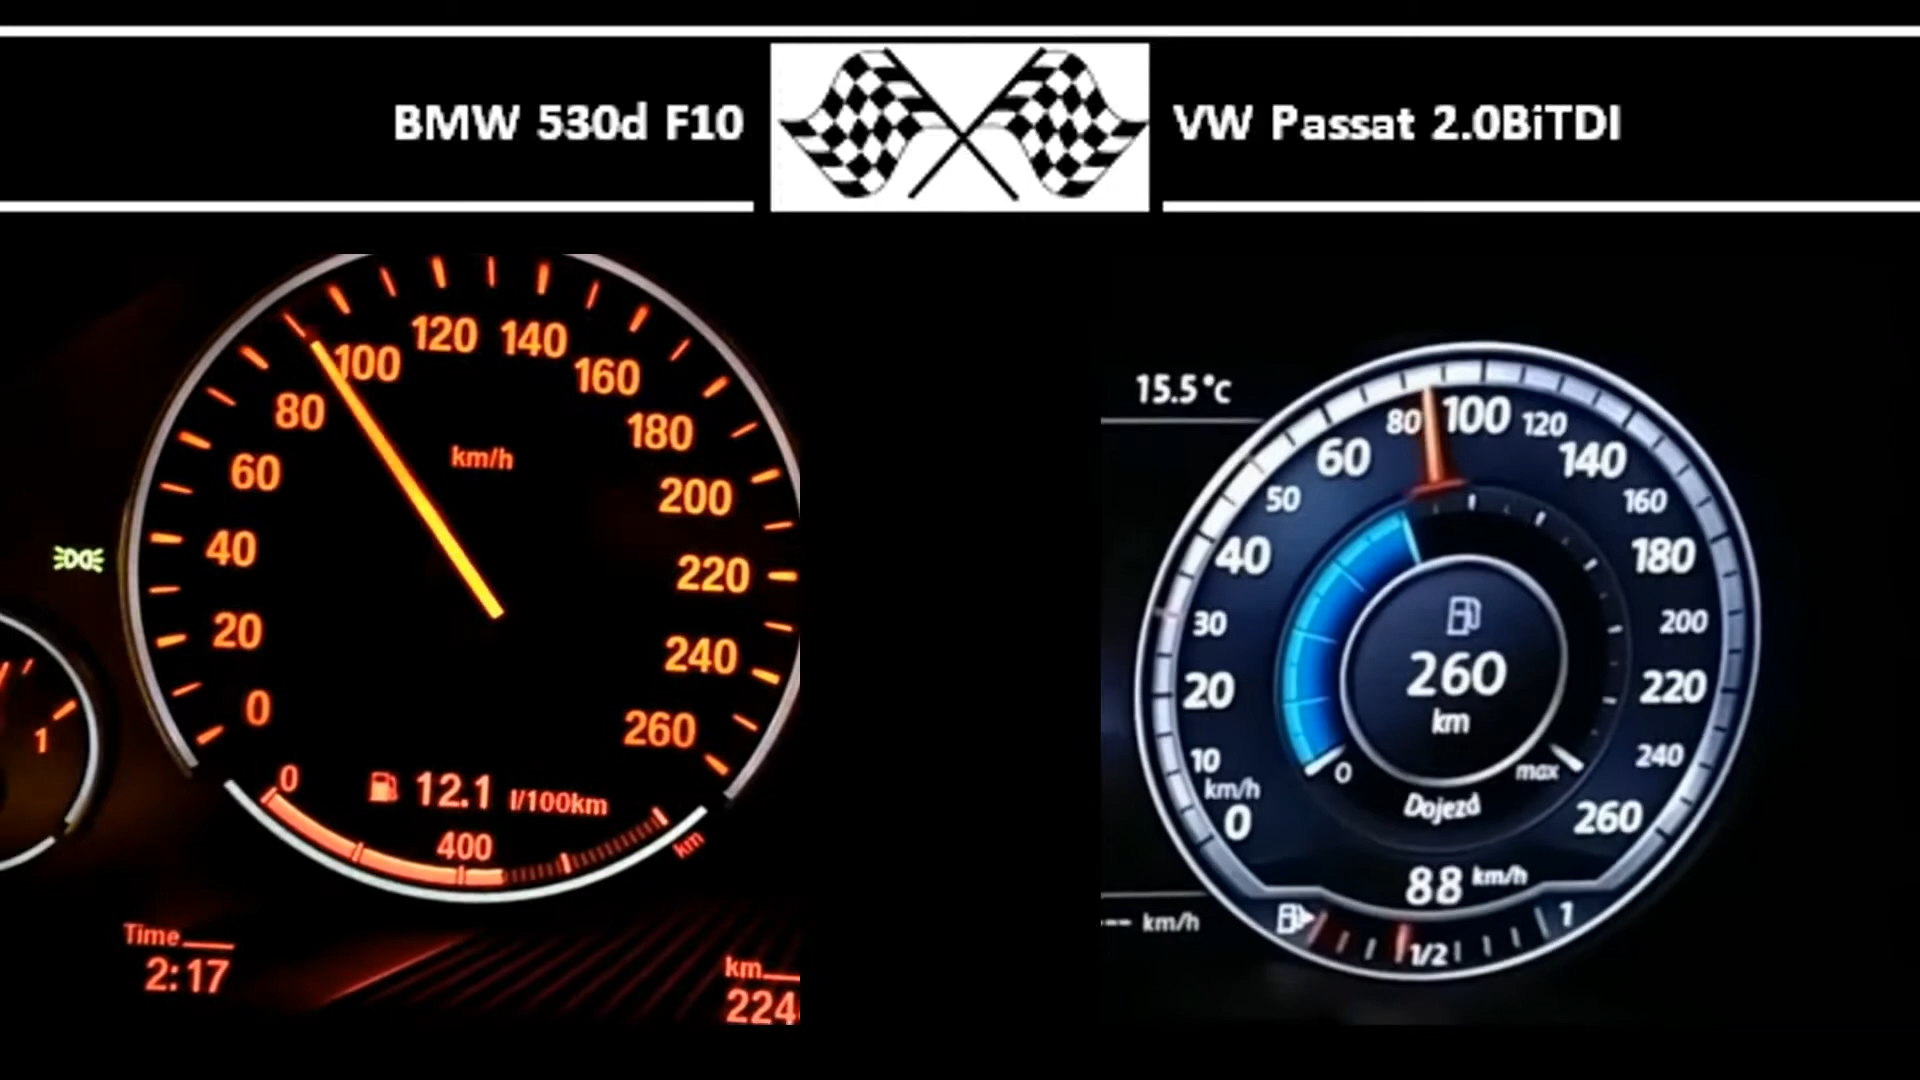 BMW 530d F10
VW Passat 2.0BiTDI
0
20
40
60
80
100
120
140
160
180
200
220
240
260
km/h
12.1 l/100km
0
400
km
1
Time
2:17
km
224
15.5°C
--- km/h
0
km/h
10
20
30
40
50
60
80
100
120
140
160
180
200
220
240
260
260
km
0
max
Dojezd
88 km/h
1/2
1